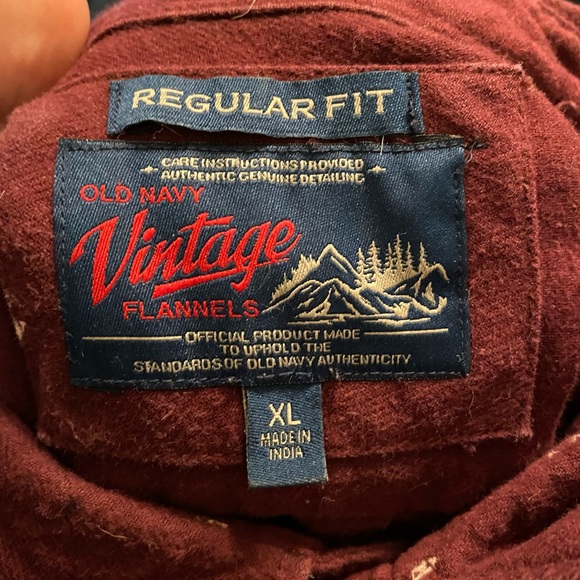 REGULAR FIT
CARE INSTRUCTIONS PROVIDED
AUTHENTIC GENUINE DETAILING
OLD NAVY
Vintage
FLANNELS
OFFICIAL PRODUCT MADE
TO UPHOLD THE
STANDARDS OF OLD NAVY AUTHENTICITY
XL
MADE IN
INDIA